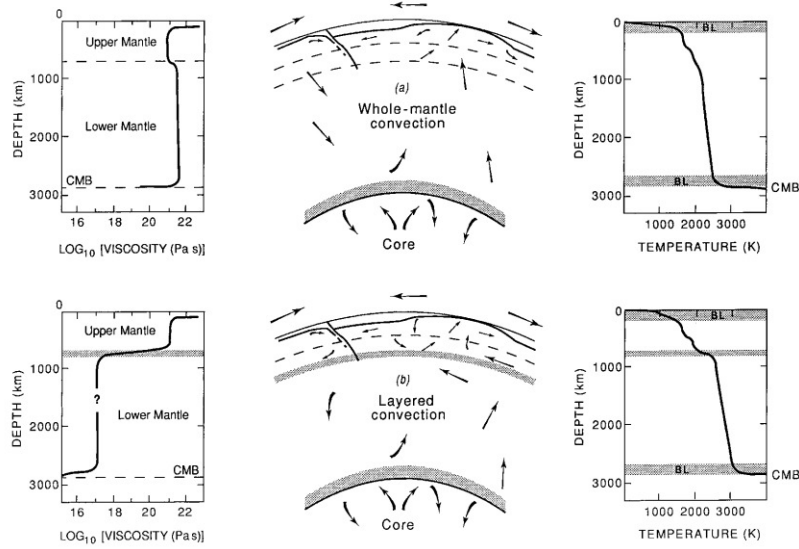 0
Upper Mantle
1000
Lower Mantle
2000
CMB
3000
DEPTH (km)
16 18 20 22
LOG10 [VISCOSITY (Pa s)]
(a)
Whole-mantle
convection
Core
0
BL
1000
2000
BL
CMB
3000
DEPTH (km)
1000 2000 3000
TEMPERATURE (K)
0
Upper Mantle
1000
?
Lower Mantle
2000
CMB
3000
DEPTH (km)
16 18 20 22
LOG10 [VISCOSITY (Pa s)]
(b)
Layered
convection
Core
0
BL
1000
2000
BL
CMB
3000
DEPTH (km)
1000 2000 3000
TEMPERATURE (K)